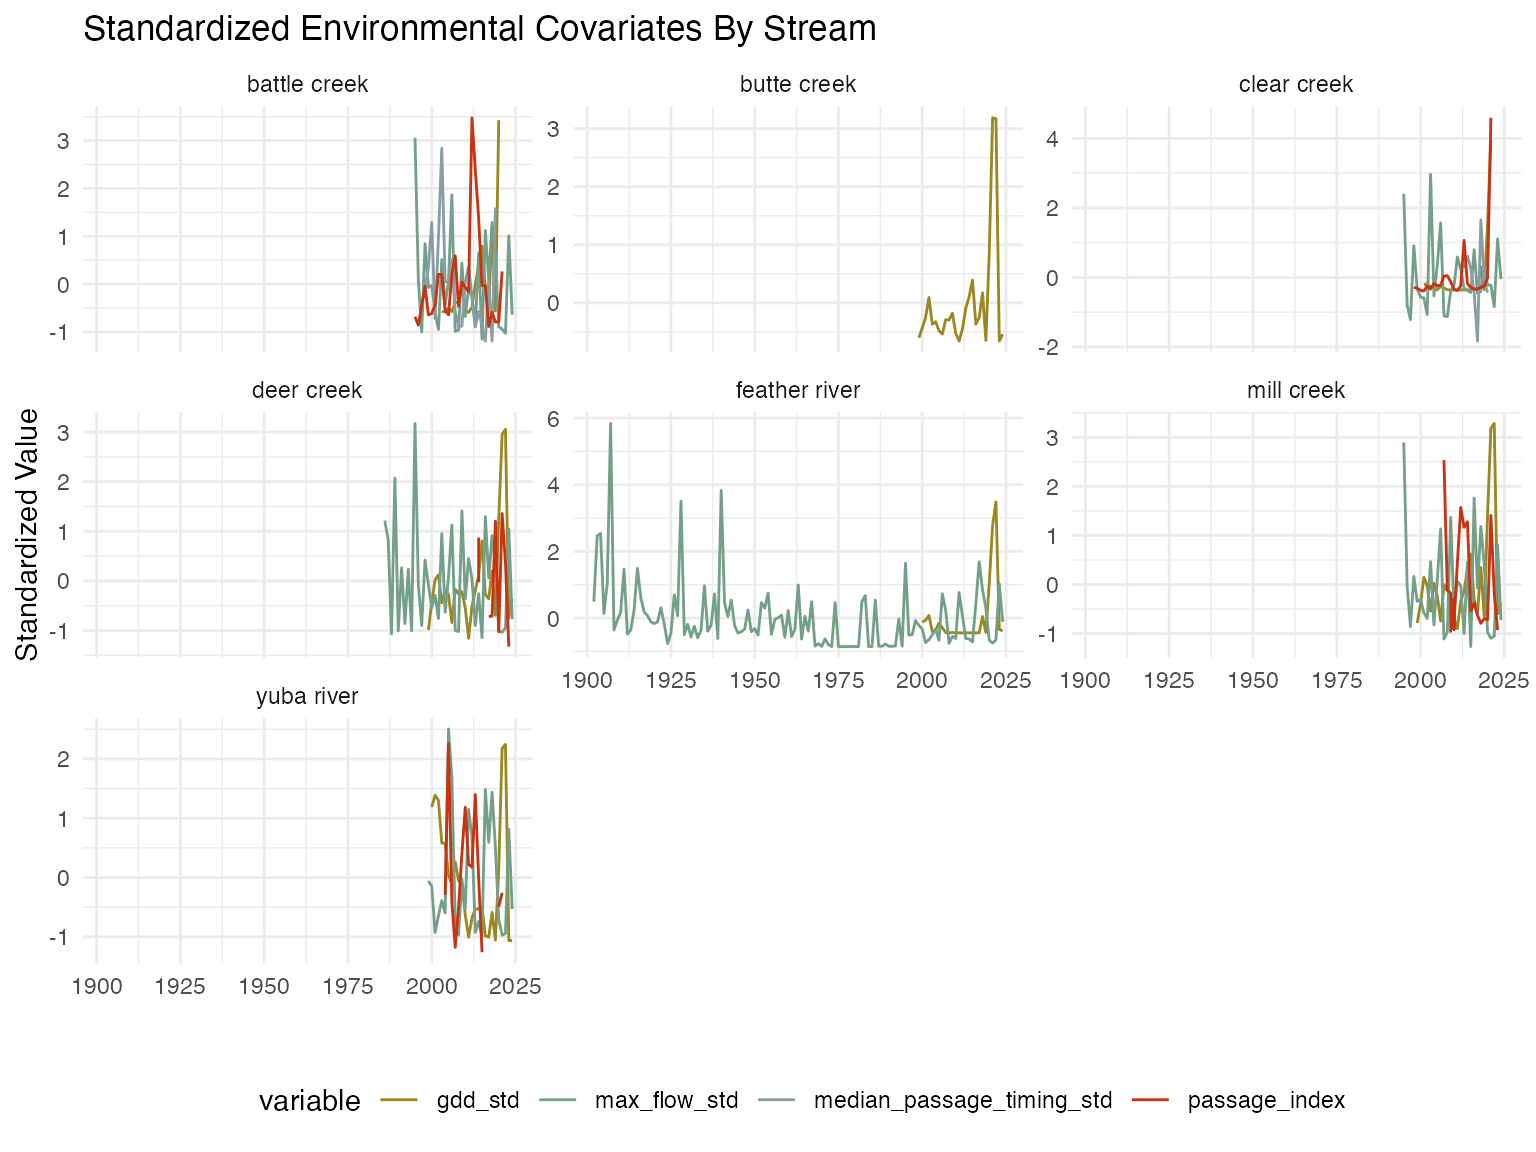 Standardized Environmental Covariates By Stream
battle creek
butte creek
clear creek
3
2
1
0
-1
3
2
1
0
4
2
0
-2
deer creek
feather river
mill creek
Standardized Value
3
2
1
0
-1
6
4
2
0
3
2
1
0
-1
1900 1925 1950 1975 2000 2025
1900 1925 1950 1975 2000 2025
yuba river
2
1
0
-1
1900 1925 1950 1975 2000 2025
variable gdd_std max_flow_std median_passage_timing_std passage_index